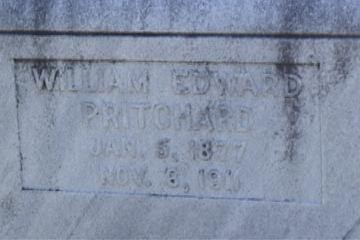 WILLIAM EDWARD
PRITCHARD
JAN. 5, 1877
NOV. 8, 1911